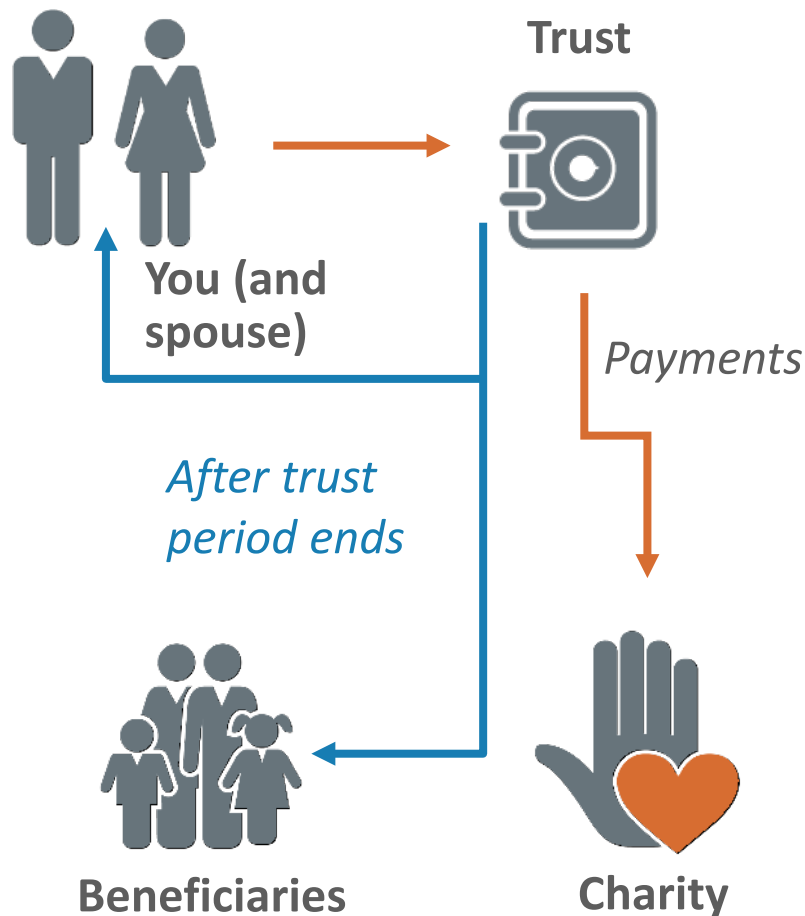 Trust
You (and
spouse)
Payments
After trust
period ends
Beneficiaries
Charity